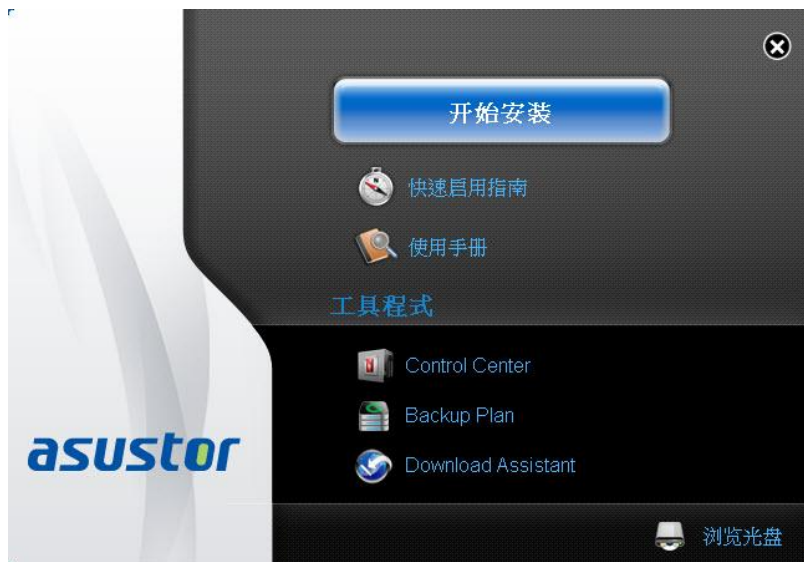 开始安装
快速启用指南
使用手册
工具程式
Control Center
Backup Plan
asustor
Download Assistant
浏览光盘